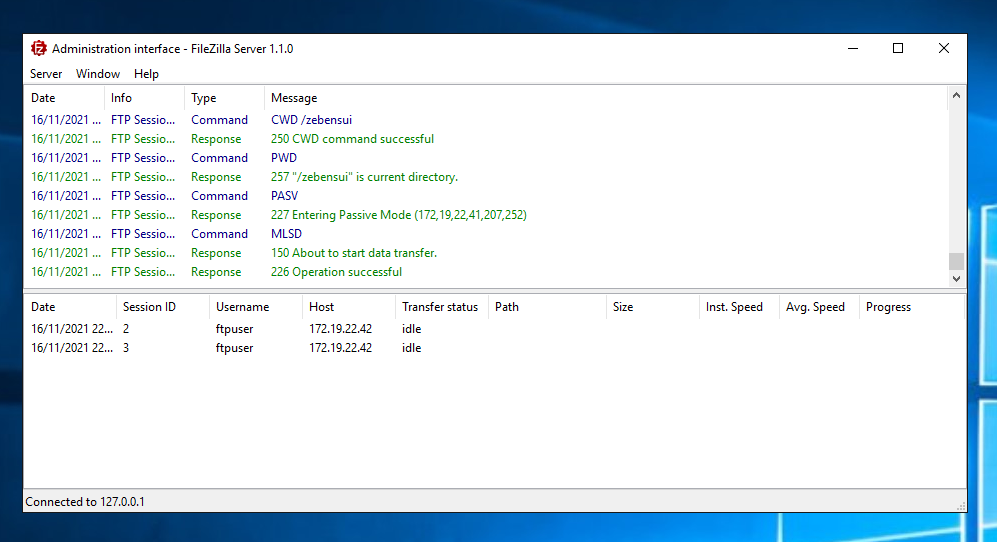 Administration interface - FileZilla Server 1.1.0
Server Window Help
Date Info Type Message
16/11/2021 ... FTP Sessio... Command CWD /zebensui
16/11/2021 ... FTP Sessio... Response 250 CWD command successful
16/11/2021 ... FTP Sessio... Command PWD
16/11/2021 ... FTP Sessio... Response 257 "/zebensui" is current directory.
16/11/2021 ... FTP Sessio... Command PASV
16/11/2021 ... FTP Sessio... Response 227 Entering Passive Mode (172,19,22,41,207,252)
16/11/2021 ... FTP Sessio... Command MLSD
16/11/2021 ... FTP Sessio... Response 150 About to start data transfer.
16/11/2021 ... FTP Sessio... Response 226 Operation successful
Date Session ID Username Host Transfer status Path Size Inst. Speed Avg. Speed Progress
16/11/2021 22... 2 ftpuser 172.19.22.42 idle
16/11/2021 22... 3 ftpuser 172.19.22.42 idle
Connected to 127.0.0.1